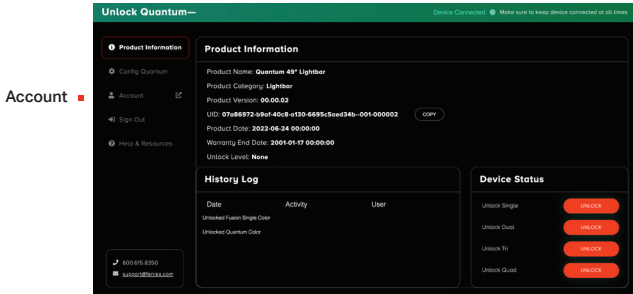 Unlock Quantum—
Device Connected Make sure to keep device connected at all times
Account
Product Information
Config Quantum
Account
Sign Out
Help & Resources
800.615.8350
support@feniex.com
Product Information
Product Name: Quantum 49" Lightbar
Product Category: Lightbar
Product Version: 00.00.02
UID: 07a86972-b9af-40c8-a130-6695c5aed34b--001-000002 COPY
Product Date: 2022-06-24 00:00:00
Warranty End Date: 2001-01-17 00:00:00
Unlock Level: None
History Log
Date Activity User
Unlocked Fusion Single Color
Unlocked Quantum Color
Device Status
Unlock Single UNLOCK
Unlock Dual UNLOCK
Unlock Tri UNLOCK
Unlock Quad UNLOCK